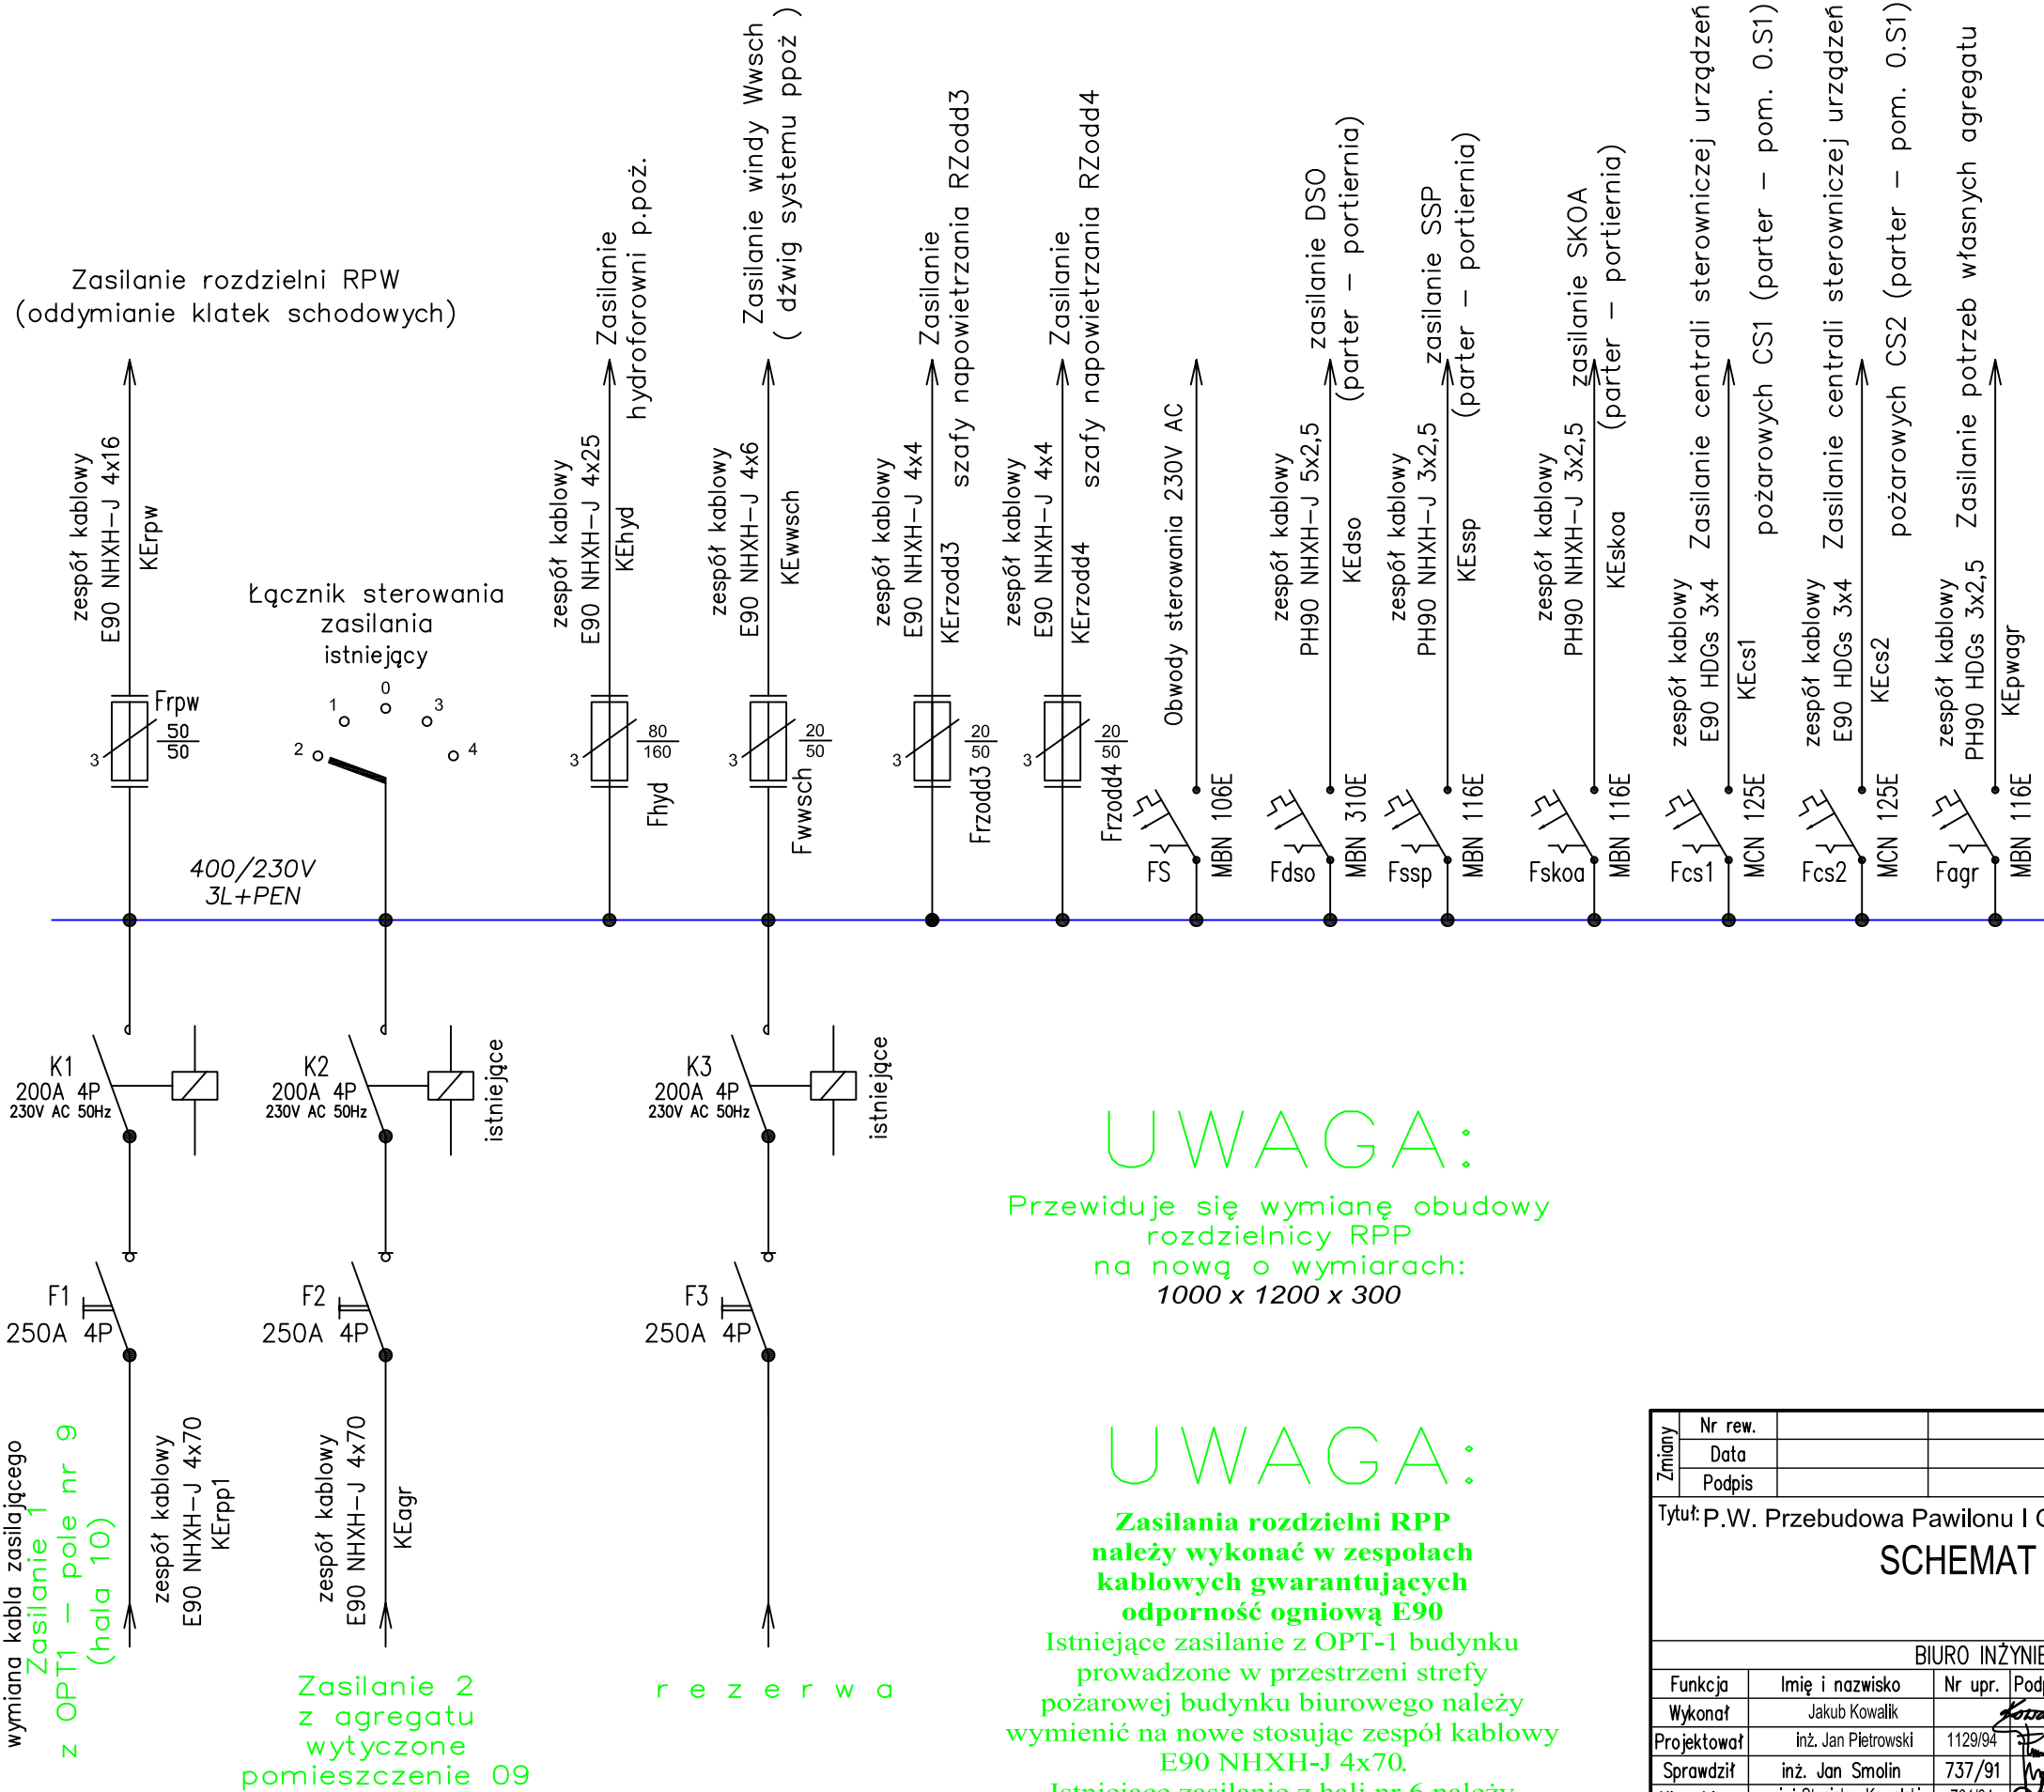 Zasilanie rozdzielni RPW
(oddymianie klatek schodowych)
zespół kablowy
E90 NHXH-J 4x16
KErpw
Frpw
50
50
3
Łącznik sterowania
zasilania
istniejący
0
1
2
3
4
400/230V
3L+PEN
Zasilanie
hydroforowni p.poż.
zespół kablowy
E90 NHXH-J 4x25
KEhyd
80
160
3
Fhyd
Zasilanie windy Wwsch
( dźwig systemu ppoż )
zespół kablowy
E90 NHXH-J 4x6
KEwwsch
20
50
3
Fwwsch
Zasilanie
szafy napowietrzania RZodd3
zespół kablowy
E90 NHXH-J 4x4
KErzodd3
20
50
3
Frzodd3
Zasilanie
szafy napowietrzania RZodd4
zespół kablowy
E90 NHXH-J 4x4
KErzodd4
20
50
3
Frzodd4
Obwody sterowania 230V AC
FS
MBN 106E
zasilanie DSO
(parter - portiernia)
zespół kablowy
PH90 NHXH-J 5x2,5
KEdso
Fdso
MBN 310E
zasilanie SSP
(parter - portiernia)
zespół kablowy
PH90 NHXH-J 3x2,5
KEssp
Fssp
MBN 116E
zasilanie SKOA
(parter - portiernia)
zespół kablowy
PH90 NHXH-J 3x2,5
KEskoa
Fskoa
MBN 116E
Zasilanie centrali sterowniczej urządzeń
pożarowych CS1 (parter - pom. 0.S1)
zespół kablowy
E90 HDGs 3x4
KEcs1
Fcs1
MCN 125E
Zasilanie centrali sterowniczej urządzeń
pożarowych CS2 (parter - pom. 0.S1)
zespół kablowy
E90 HDGs 3x4
KEcs2
Fcs2
MCN 125E
Zasilanie potrzeb własnych agregatu
zespół kablowy
PH90 HDGs 3x2,5
KEpwagr
Fagr
MBN 116E
K1
200A 4P
230V AC 50Hz
K2
200A 4P
230V AC 50Hz
istniejące
K3
200A 4P
230V AC 50Hz
istniejące
F1
250A 4P
F2
250A 4P
F3
250A 4P
wymiana kabla zasilającego
Zasilanie 1
z OPT1 - pole nr 9
(hala 10)
zespół kablowy
E90 NHXH-J 4x70
KErpp1
zespół kablowy
E90 NHXH-J 4x70
KEagr
Zasilanie 2
z agregatu
wytyczone
pomieszczenie 09
r e z e r w a
UWAGA:
Przewiduje się wymianę obudowy
rozdzielnicy RPP
na nową o wymiarach:
1000 x 1200 x 300
UWAGA:
Zasilania rozdzielni RPP
należy wykonać w zespołach
kablowych gwarantujących
odporność ogniową E90
Istniejące zasilanie z OPT-1 budynku
prowadzone w przestrzeni strefy
pożarowej budynku biurowego należy
wymienić na nowe stosując zespół kablowy
E90 NHXH-J 4x70.
Istniejące zasilanie z hali nr 6 należy
Zmiany
Nr rew.
Data
Podpis
Tytuł: P.W. Przebudowa Pawilonu I
SCHEMAT
BIURO
Funkcja Imię i nazwisko Nr upr.
Wykonał Jakub Kowalik
Projektował inż. Jan Pietrowski 1129/94
Sprawdził inż. Jan Smolin 737/91